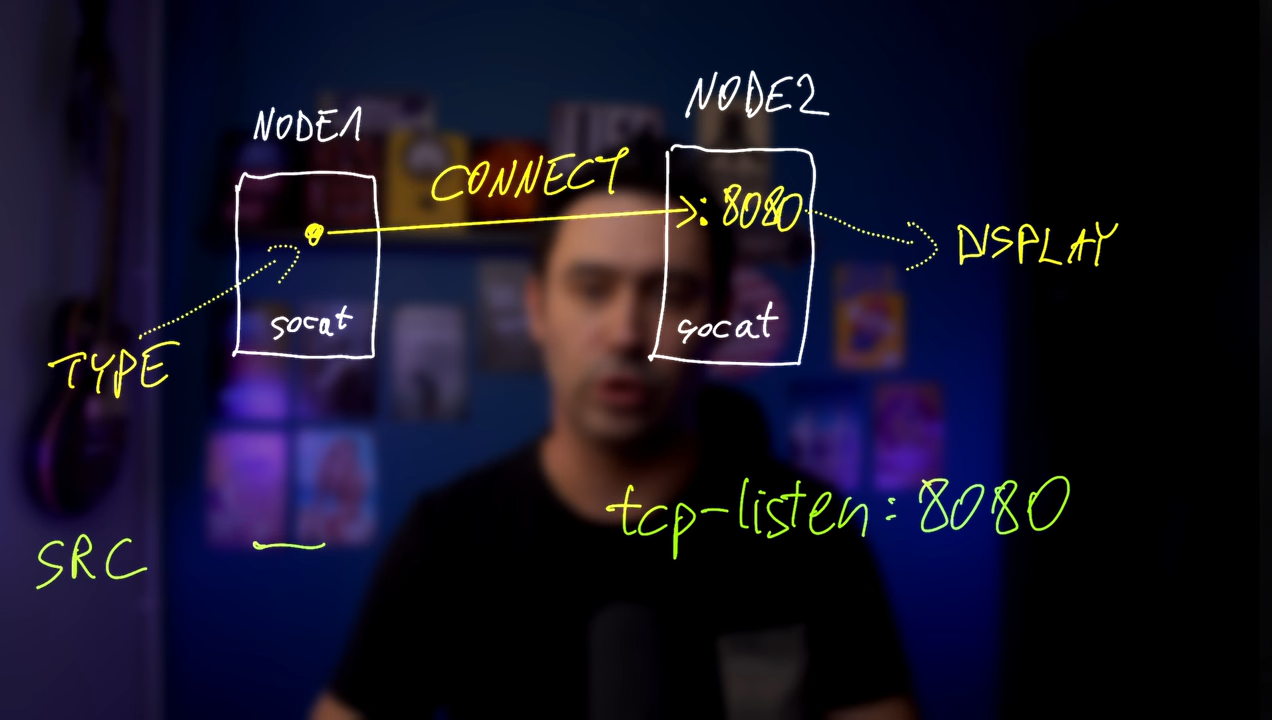 NODE1
NODE2
CONNECT
: 8080
DISPLAY
socat
socat
TYPE
tcp-listen: 8080
SRC –